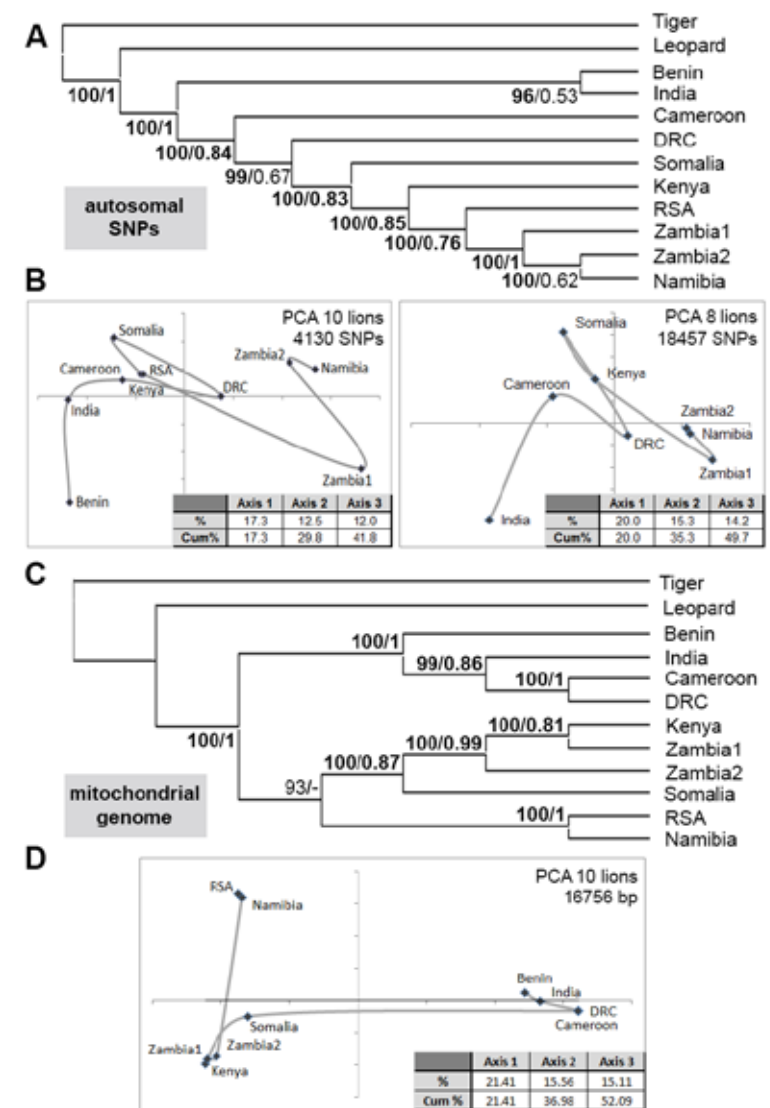 A
Tiger
Leopard
Benin
India
Cameroon
DRC
Somalia
Kenya
RSA
Zambia1
Zambia2
Namibia
100/1
100/1
96/0.53
100/0.84
99/0.67
100/0.83
100/0.85
100/0.76
100/1
100/0.62
autosomal
SNPs
B
PCA 10 lions
4130 SNPs
Somalia
Cameroon
RSA
Kenya
India
DRC
Zambia2
Namibia
Zambia1
Benin
Axis 1 Axis 2 Axis 3
% 17.3 12.5 12.0
Cum% 17.3 29.8 41.8
PCA 8 lions
18457 SNPs
Somalia
Kenya
Cameroon
DRC
Zambia2
Namibia
Zambia1
India
Axis 1 Axis 2 Axis 3
% 20.0 15.3 14.2
Cum% 20.0 35.3 49.7
C
Tiger
Leopard
Benin
India
Cameroon
DRC
Kenya
Zambia1
Zambia2
Somalia
RSA
Namibia
100/1
99/0.86
100/1
100/0.81
100/0.99
100/0.87
100/1
93/-
100/1
mitochondrial
genome
D
PCA 10 lions
16756 bp
RSA
Namibia
Benin
India
DRC
Cameroon
Somalia
Zambia1
Zambia2
Kenya
Axis 1 Axis 2 Axis 3
% 21.41 15.56 15.11
Cum % 21.41 36.98 52.09